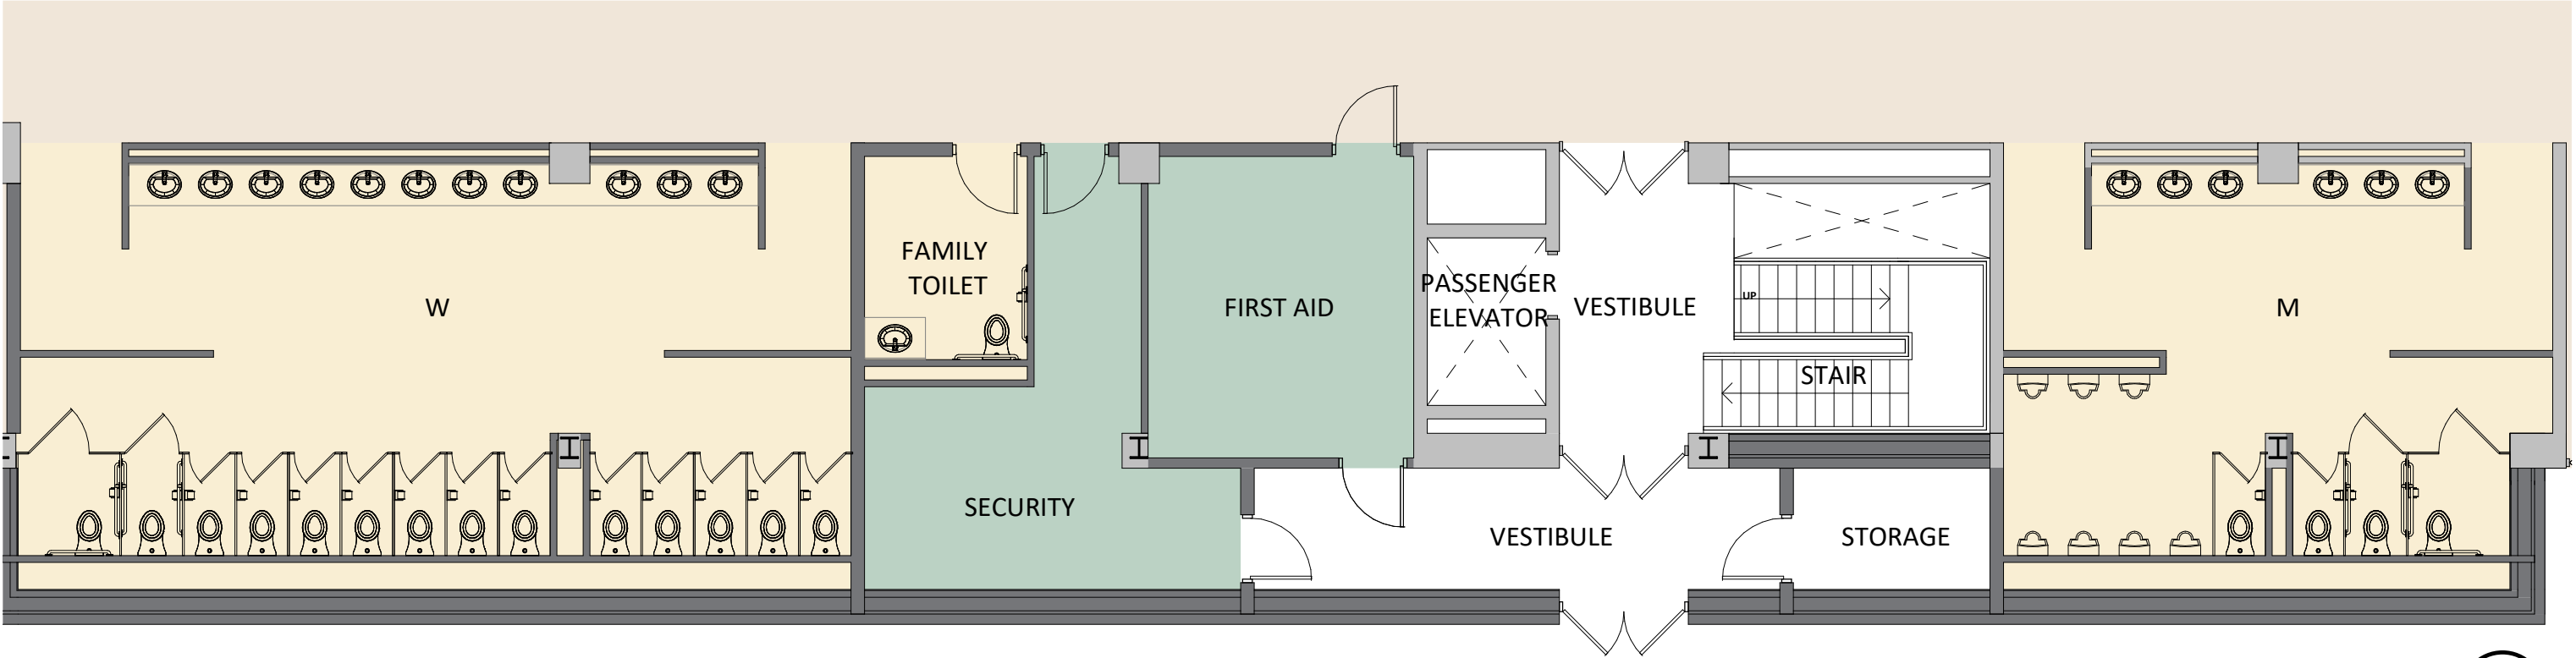 W
FAMILY
TOILET
SECURITY
FIRST AID
PASSENGER
ELEVATOR
VESTIBULE
UP
STAIR
VESTIBULE
STORAGE
M